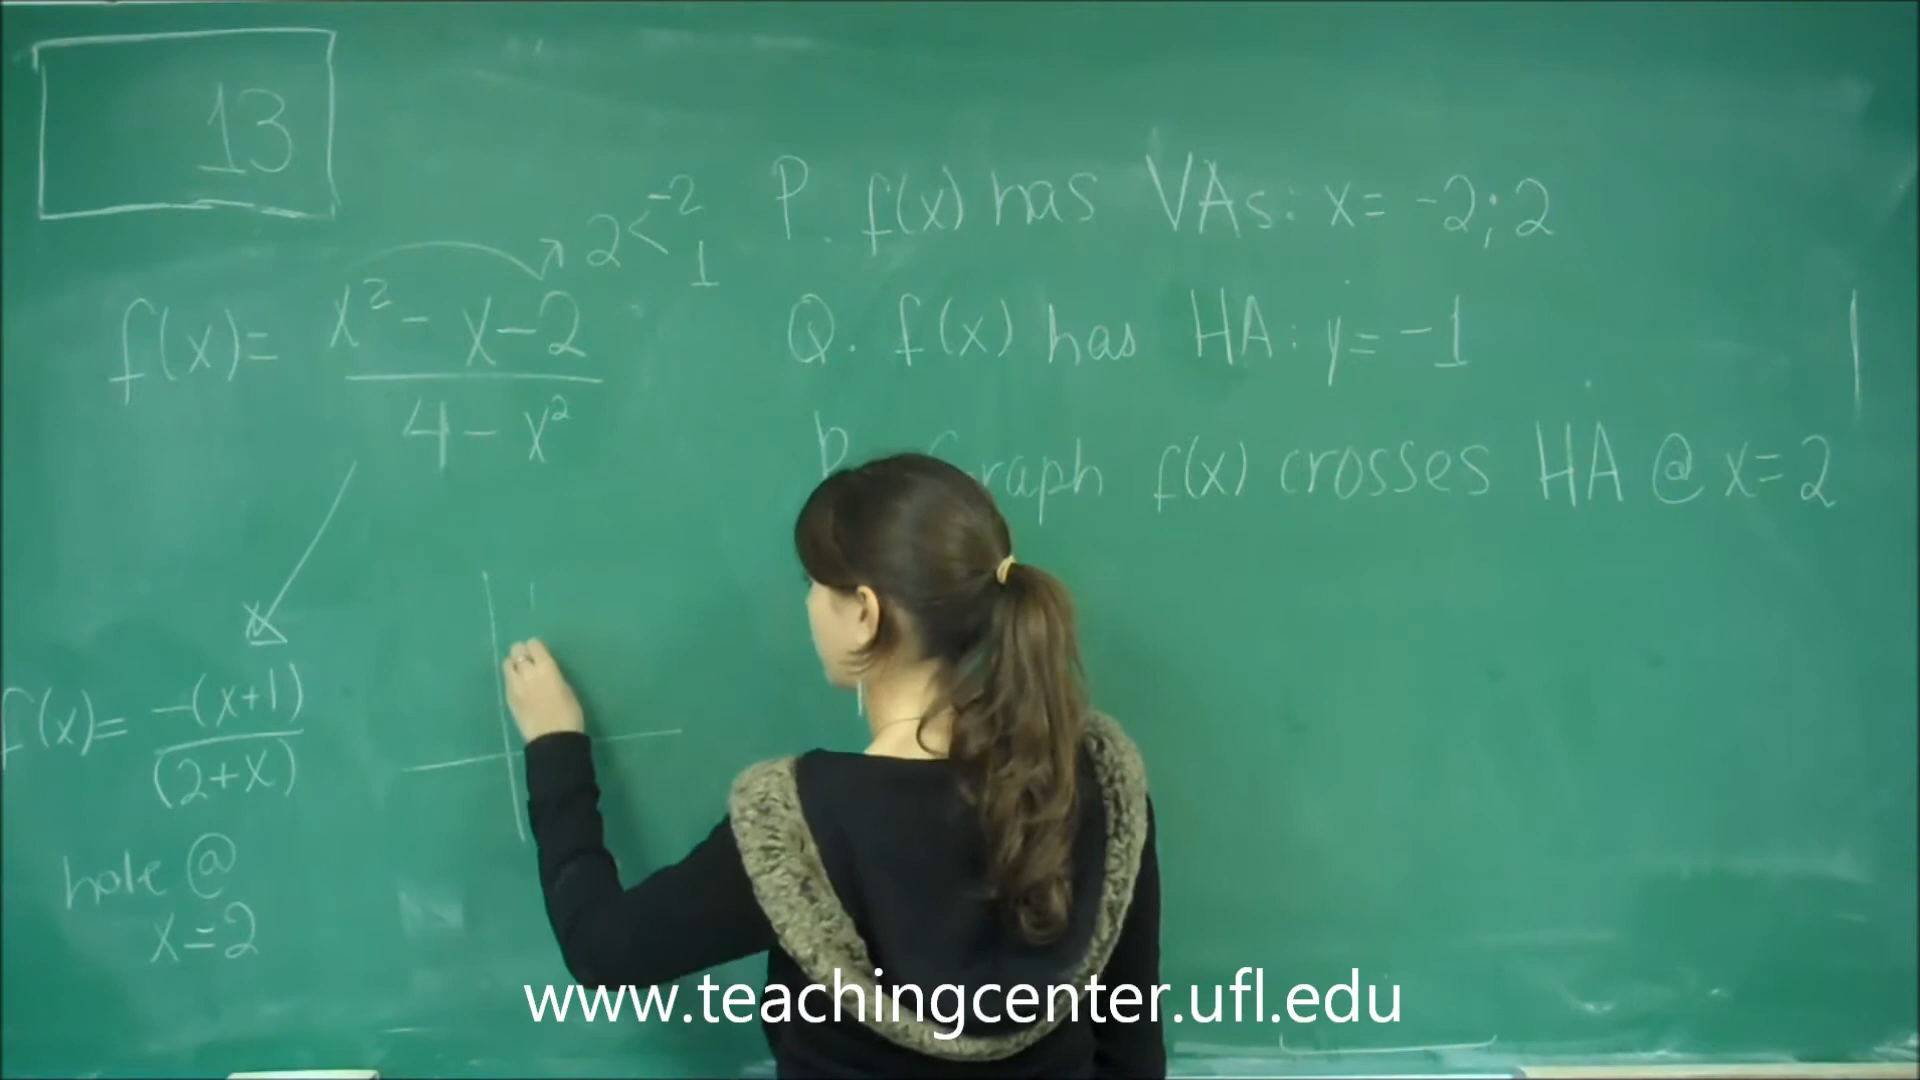 13
2 < -2
1
P. f(x) has VAs: x= -2; 2
f(x)= x² - x - 2
4 - x²
Q. f(x) has HA: y= -1
Graph f(x) crosses HA @ x=2
f(x)= -(x+1)
(2+x)
hole @
x=2
www.teachingcenter.ufl.edu